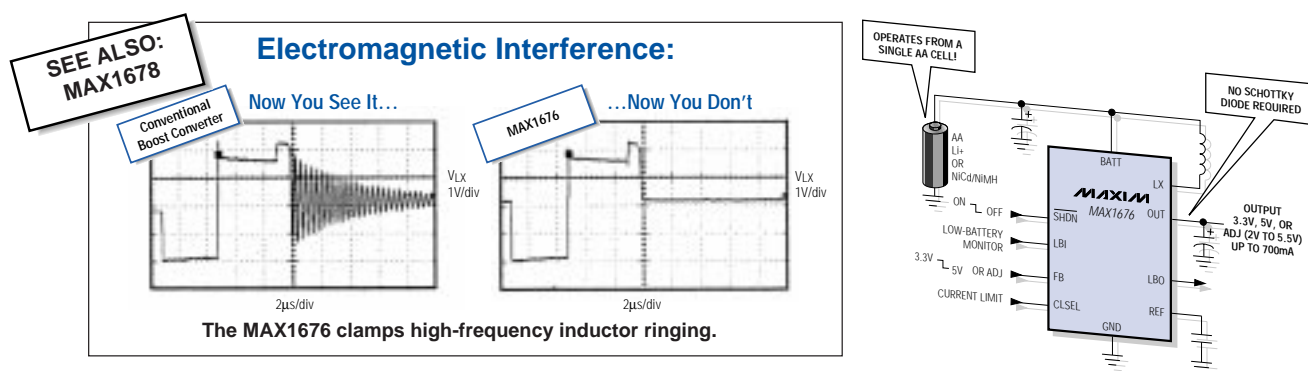 SEE ALSO:
MAX1678
Electromagnetic Interference:
Conventional
Boost Converter
Now You See It…
VLX
1V/div
2µs/div
MAX1676
…Now You Don't
VLX
1V/div
2µs/div
The MAX1676 clamps high-frequency inductor ringing.
OPERATES FROM A
SINGLE AA CELL!
NO SCHOTTKY
DIODE REQUIRED
+
AA
Li+
OR
NiCd/NiMH
BATT
LX
MAXIM
MAX1676
OUT
OUTPUT
3.3V, 5V, OR
ADJ (2V TO 5.5V)
UP TO 700mA
+
ON OFF
SHDN
LOW-BATTERY
MONITOR
LBI
3.3V 5V OR ADJ
FB
LBO
CURRENT LIMIT
CLSEL
REF
GND